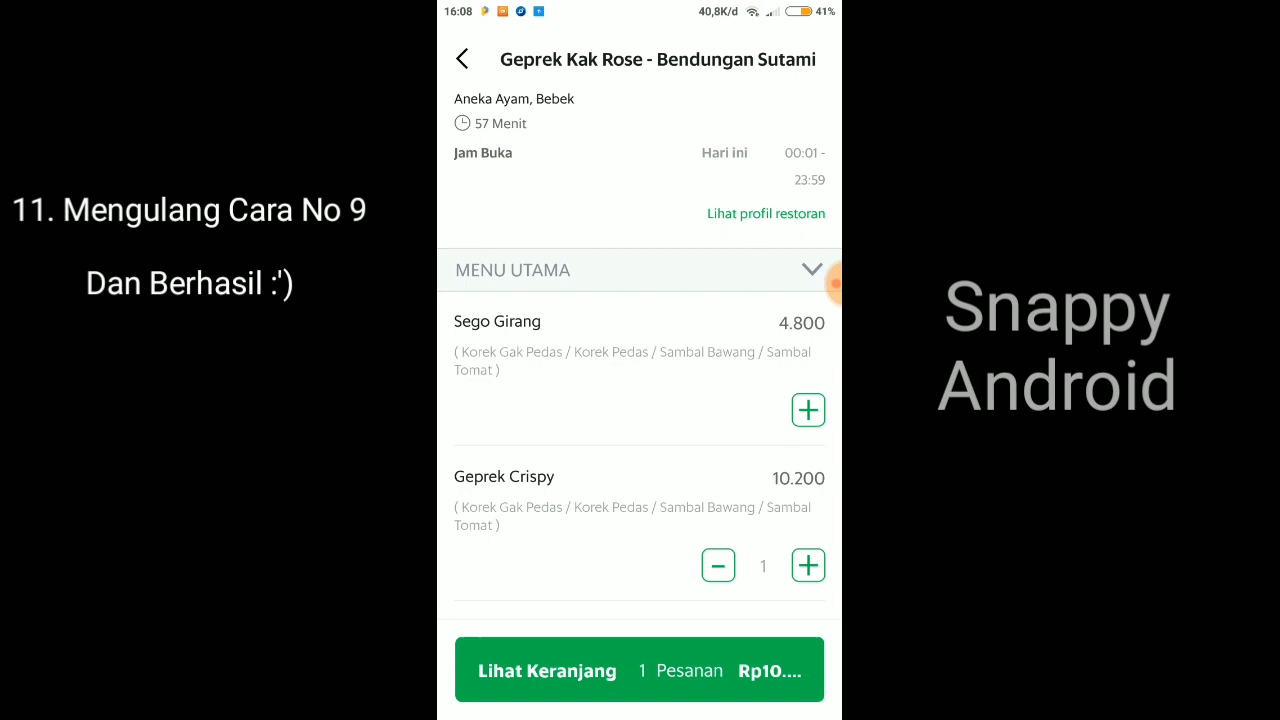 16:08
40,8K/d
41%
Geprek Kak Rose - Bendungan Sutami
Aneka Ayam, Bebek
57 Menit
Jam Buka Hari ini 00:01 -
23:59
Lihat profil restoran
MENU UTAMA
Sego Girang 4.800
( Korek Gak Pedas / Korek Pedas / Sambal Bawang / Sambal
Tomat )
Geprek Crispy 10.200
( Korek Gak Pedas / Korek Pedas / Sambal Bawang / Sambal
Tomat )
1
Lihat Keranjang 1 Pesanan Rp10....
11. Mengulang Cara No 9
Dan Berhasil :')
Snappy
Android